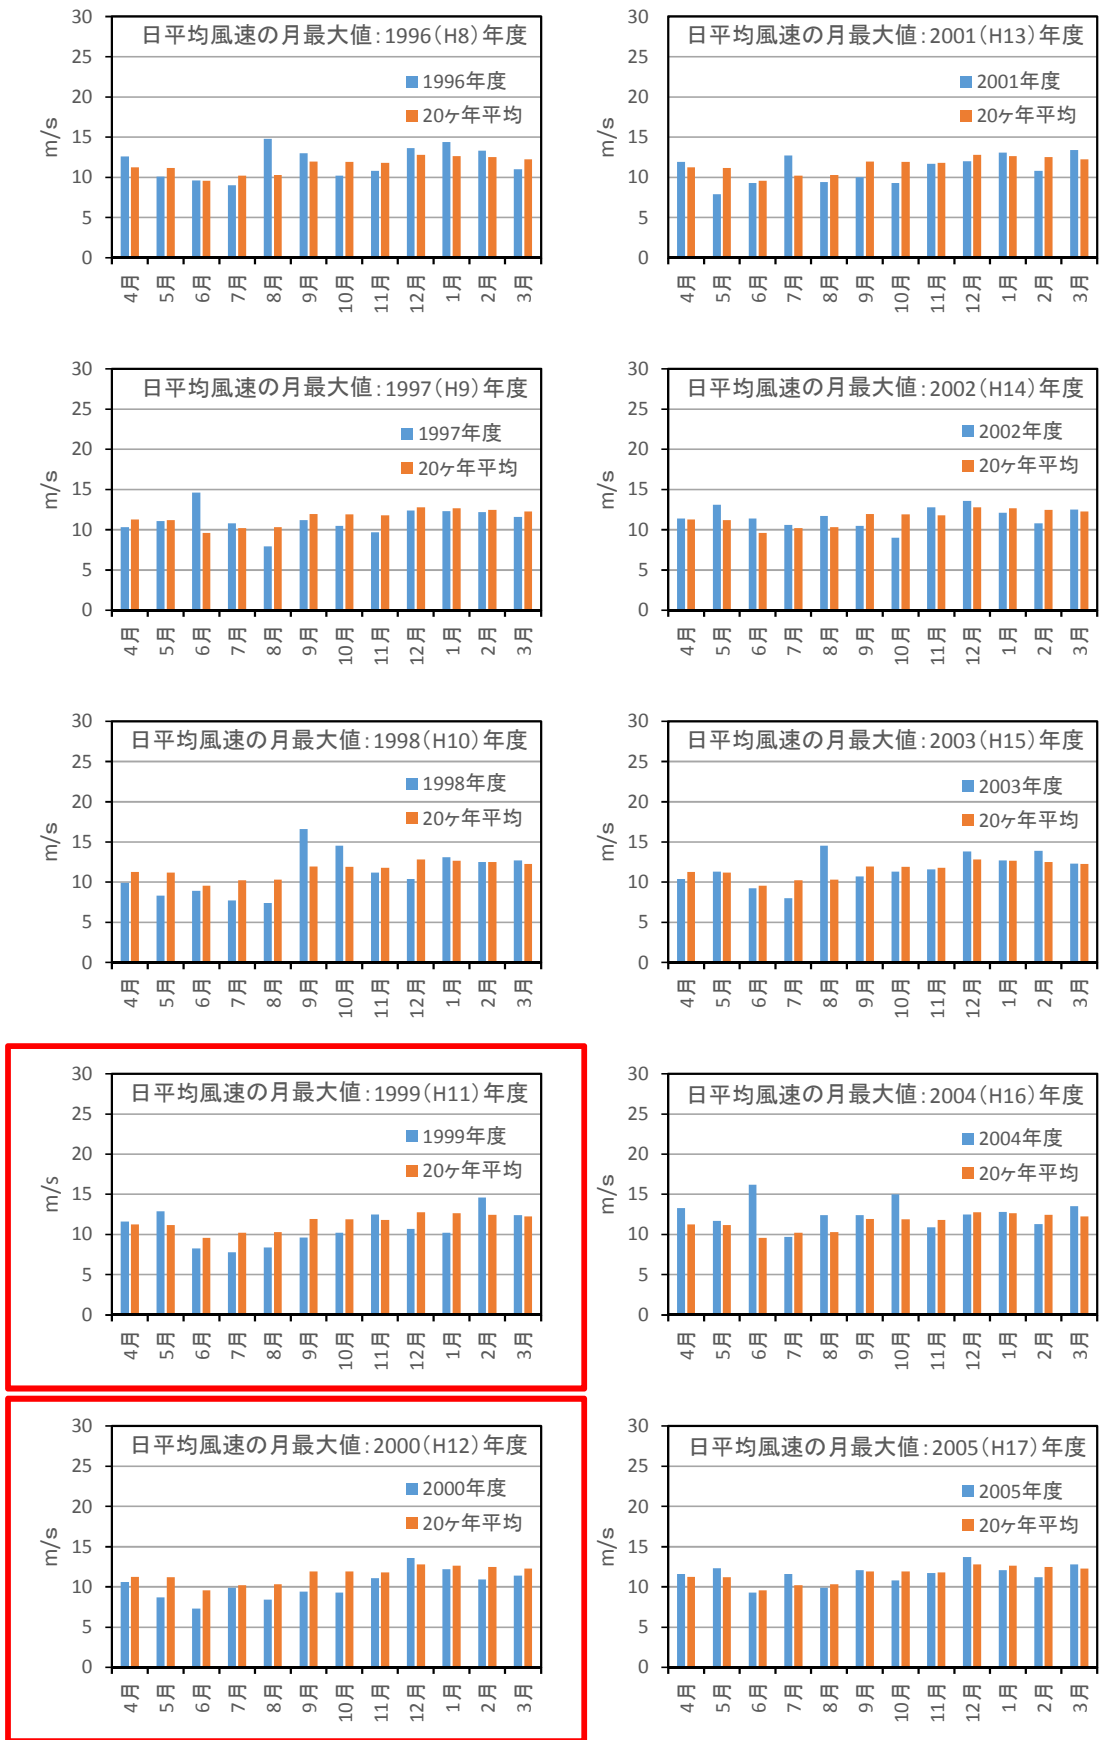 日平均風速の月最大値:1996(H8)年度
1996年度
20ヶ年平均
m/s
30
25
20
15
10
5
0
4月 5月 6月 7月 8月 9月 10月 11月 12月 1月 2月 3月
日平均風速の月最大値:2001(H13)年度
2001年度
20ヶ年平均
m/s
30
25
20
15
10
5
0
4月 5月 6月 7月 8月 9月 10月 11月 12月 1月 2月 3月
日平均風速の月最大値:1997(H9)年度
1997年度
20ヶ年平均
m/s
30
25
20
15
10
5
0
4月 5月 6月 7月 8月 9月 10月 11月 12月 1月 2月 3月
日平均風速の月最大値:2002(H14)年度
2002年度
20ヶ年平均
m/s
30
25
20
15
10
5
0
4月 5月 6月 7月 8月 9月 10月 11月 12月 1月 2月 3月
日平均風速の月最大値:1998(H10)年度
1998年度
20ヶ年平均
m/s
30
25
20
15
10
5
0
4月 5月 6月 7月 8月 9月 10月 11月 12月 1月 2月 3月
日平均風速の月最大値:2003(H15)年度
2003年度
20ヶ年平均
m/s
30
25
20
15
10
5
0
4月 5月 6月 7月 8月 9月 10月 11月 12月 1月 2月 3月
日平均風速の月最大値:1999(H11)年度
1999年度
20ヶ年平均
m/s
30
25
20
15
10
5
0
4月 5月 6月 7月 8月 9月 10月 11月 12月 1月 2月 3月
日平均風速の月最大値:2004(H16)年度
2004年度
20ヶ年平均
m/s
30
25
20
15
10
5
0
4月 5月 6月 7月 8月 9月 10月 11月 12月 1月 2月 3月
日平均風速の月最大値:2000(H12)年度
2000年度
20ヶ年平均
m/s
30
25
20
15
10
5
0
4月 5月 6月 7月 8月 9月 10月 11月 12月 1月 2月 3月
日平均風速の月最大値:2005(H17)年度
2005年度
20ヶ年平均
m/s
30
25
20
15
10
5
0
4月 5月 6月 7月 8月 9月 10月 11月 12月 1月 2月 3月